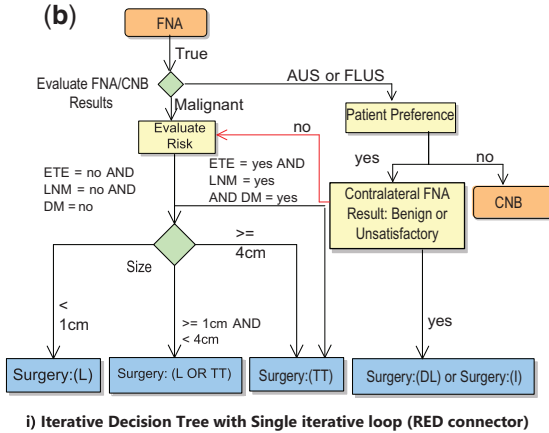 (b)
FNA
True
Evaluate FNA/CNB
Results
AUS or FLUS
Malignant
Patient Preference
Evaluate
Risk
no
ETE = no AND
LNM = no AND
DM = no
ETE = yes AND
LNM = yes
AND DM = yes
yes
no
Contralateral FNA
Result: Benign or
Unsatisfactory
CNB
Size
>=
4cm
<
1cm
>= 1cm AND
< 4cm
yes
Surgery:(L)
Surgery: (L OR TT)
Surgery:(TT)
Surgery:(DL) or Surgery:(I)
i) Iterative Decision Tree with Single iterative loop (RED connector)